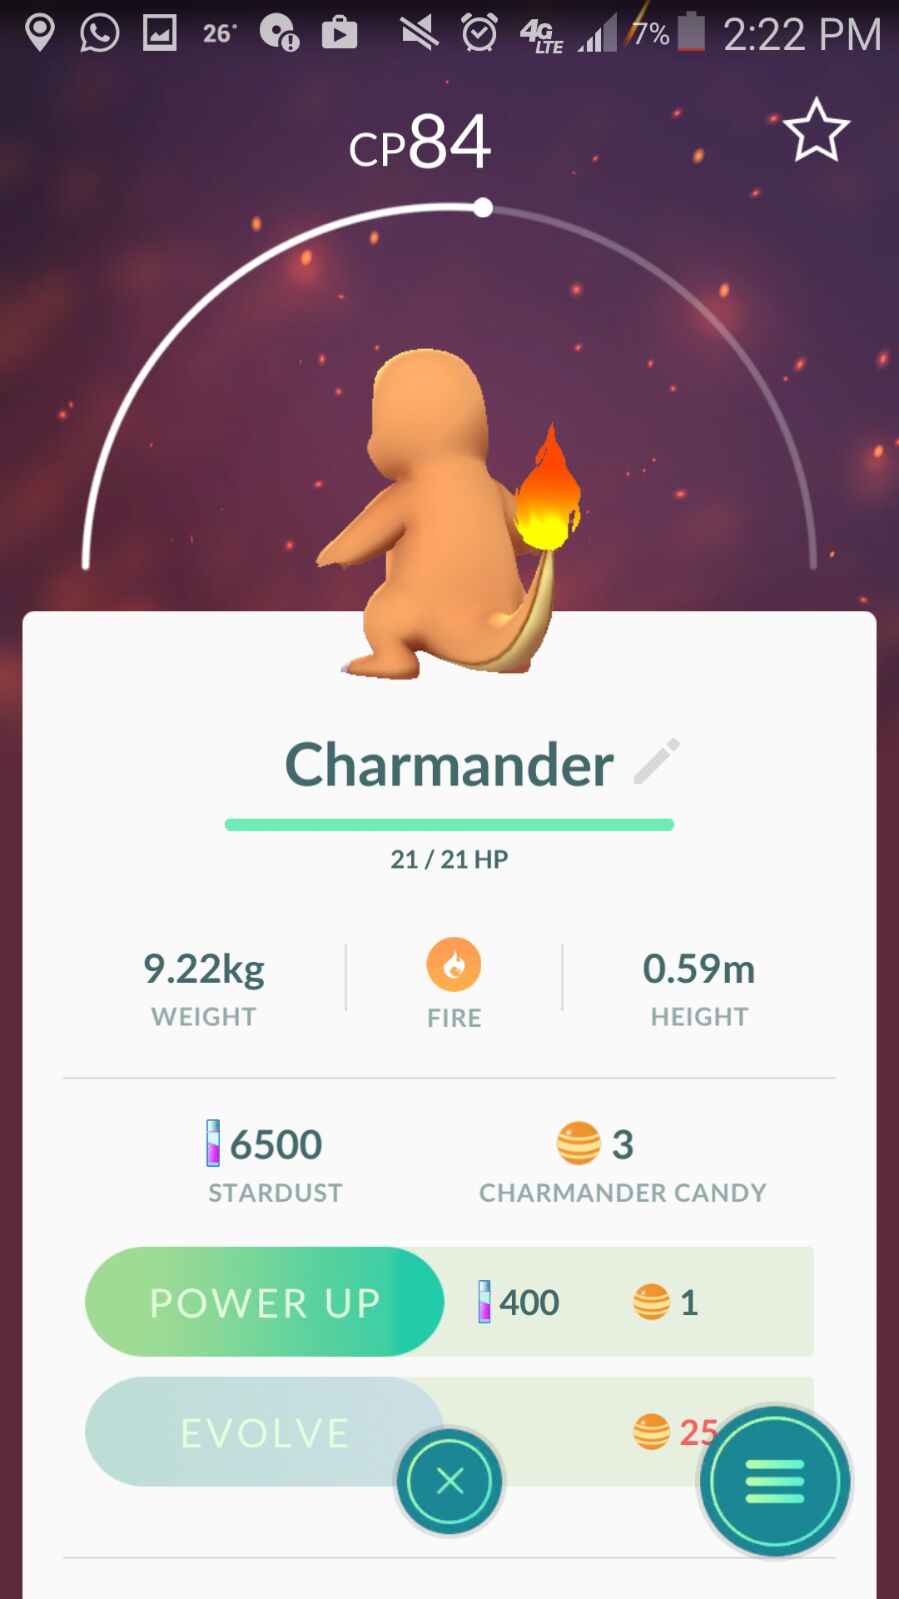 26° 4G LTE 7% 2:22 PM
CP84
Charmander
21 / 21 HP
9.22kg
WEIGHT
FIRE
0.59m
HEIGHT
6500
STARDUST
3
CHARMANDER CANDY
POWER UP 400 1
EVOLVE 25